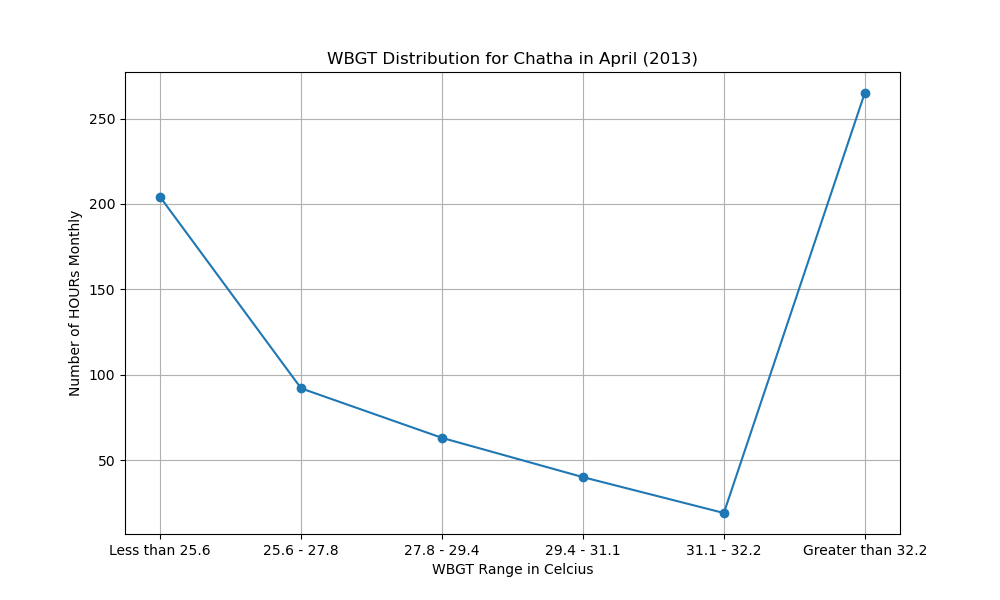 WBGT Distribution for Chatha in April (2013)
Number of HOURs Monthly
250
200
150
100
50
Less than 25.6
25.6 - 27.8
27.8 - 29.4
29.4 - 31.1
31.1 - 32.2
Greater than 32.2
WBGT Range in Celcius